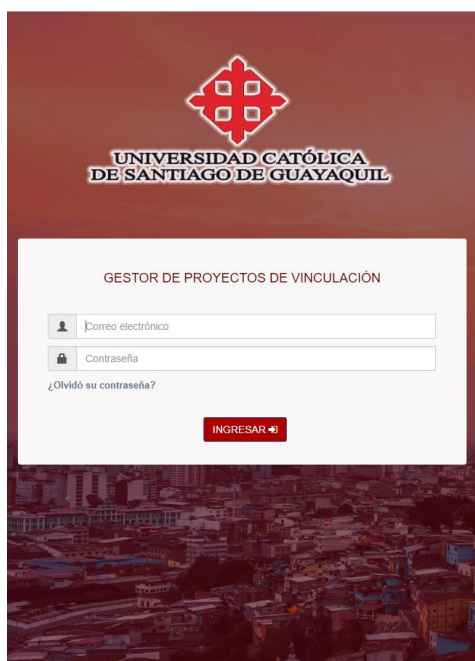 UNIVERSIDAD CATÓLICA
DE SANTIAGO DE GUAYAQUIL
GESTOR DE PROYECTOS DE VINCULACIÓN
Correo electrónico
Contraseña
¿Olvidó su contraseña?
INGRESAR